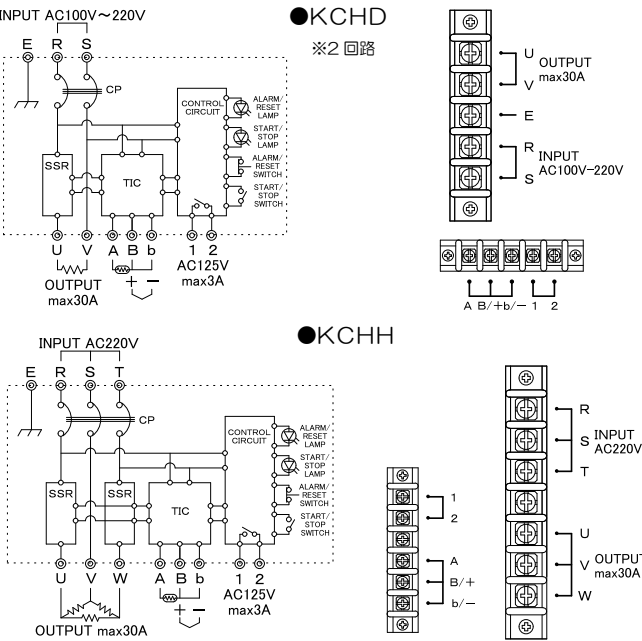 INPUT AC100V～220V
E R S
CP
CONTROL
CIRCUIT
ALARM/
RESET
LAMP
START/
STOP
LAMP
ALARM/
RESET
SWITCH
START/
STOP
SWITCH
SSR
TIC
U V A B b 1 2
OUTPUT
max30A
+ −
AC125V
max3A
●KCHD
※2回路
U
V
OUTPUT
max30A
E
R
S
INPUT
AC100V-220V
A B/+ b/− 1 2
●KCHH
INPUT AC220V
E R S T
CP
CONTROL
CIRCUIT
ALARM/
RESET
LAMP
START/
STOP
LAMP
ALARM/
RESET
SWITCH
START/
STOP
SWITCH
SSR
SSR
TIC
U V W A B b 1 2
OUTPUT max30A
+ −
AC125V
max3A
1
2
A
B/+
b/−
R
S
T
INPUT
AC220V
U
V
W
OUTPUT
max30A